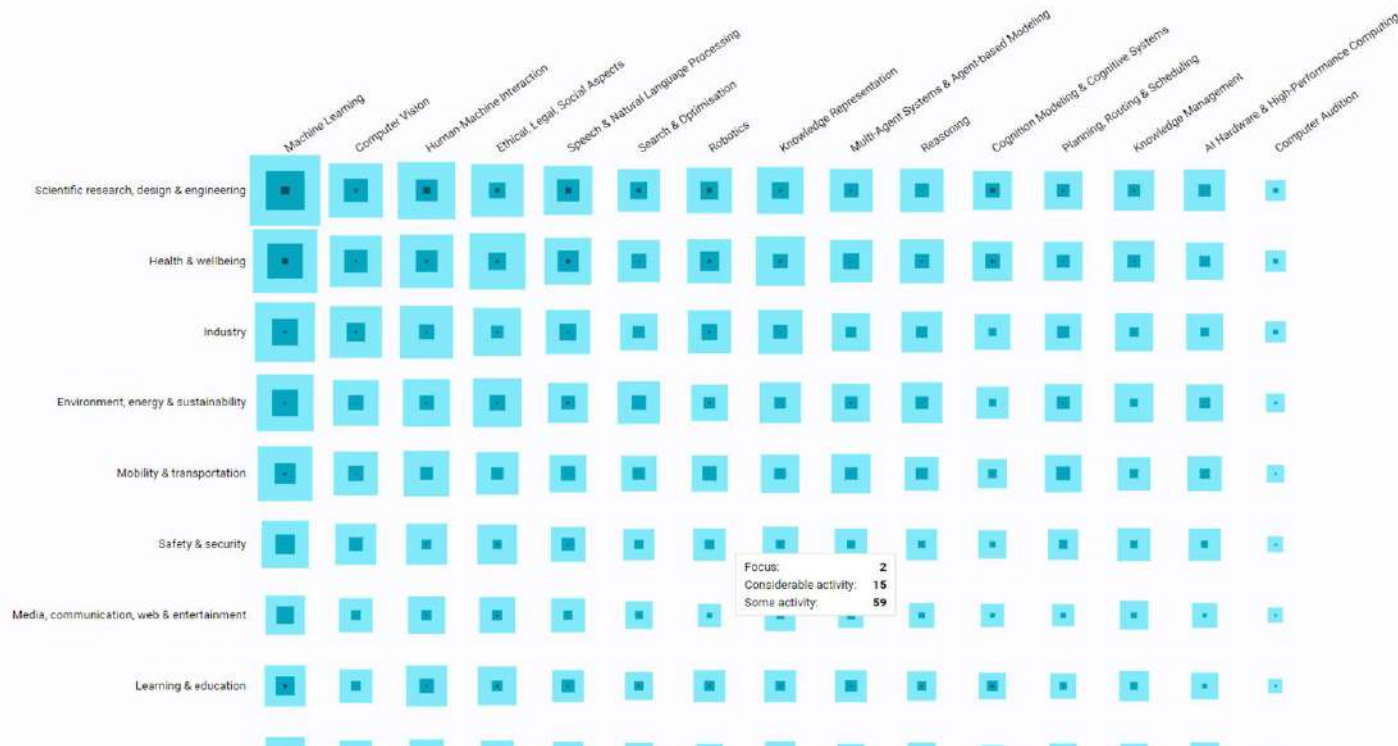 Machine Learning
Computer Vision
Human-Machine Interaction
Ethical, Legal, Social Aspects
Speech & Natural Language Processing
Search & Optimisation
Robotics
Knowledge Representation
Multi-Agent Systems & Agent-based Modeling
Reasoning
Cognition Modeling & Cognitive Systems
Planning, Routing & Scheduling
Knowledge Management
AI Hardware & High-Performance Computing
Computer Audition
Scientific research, design & engineering
Health & wellbeing
Industry
Environment, energy & sustainability
Mobility & transportation
Safety & security
Focus: 2
Considerable activity: 15
Some activity: 59
Media, communication, web & entertainment
Learning & education